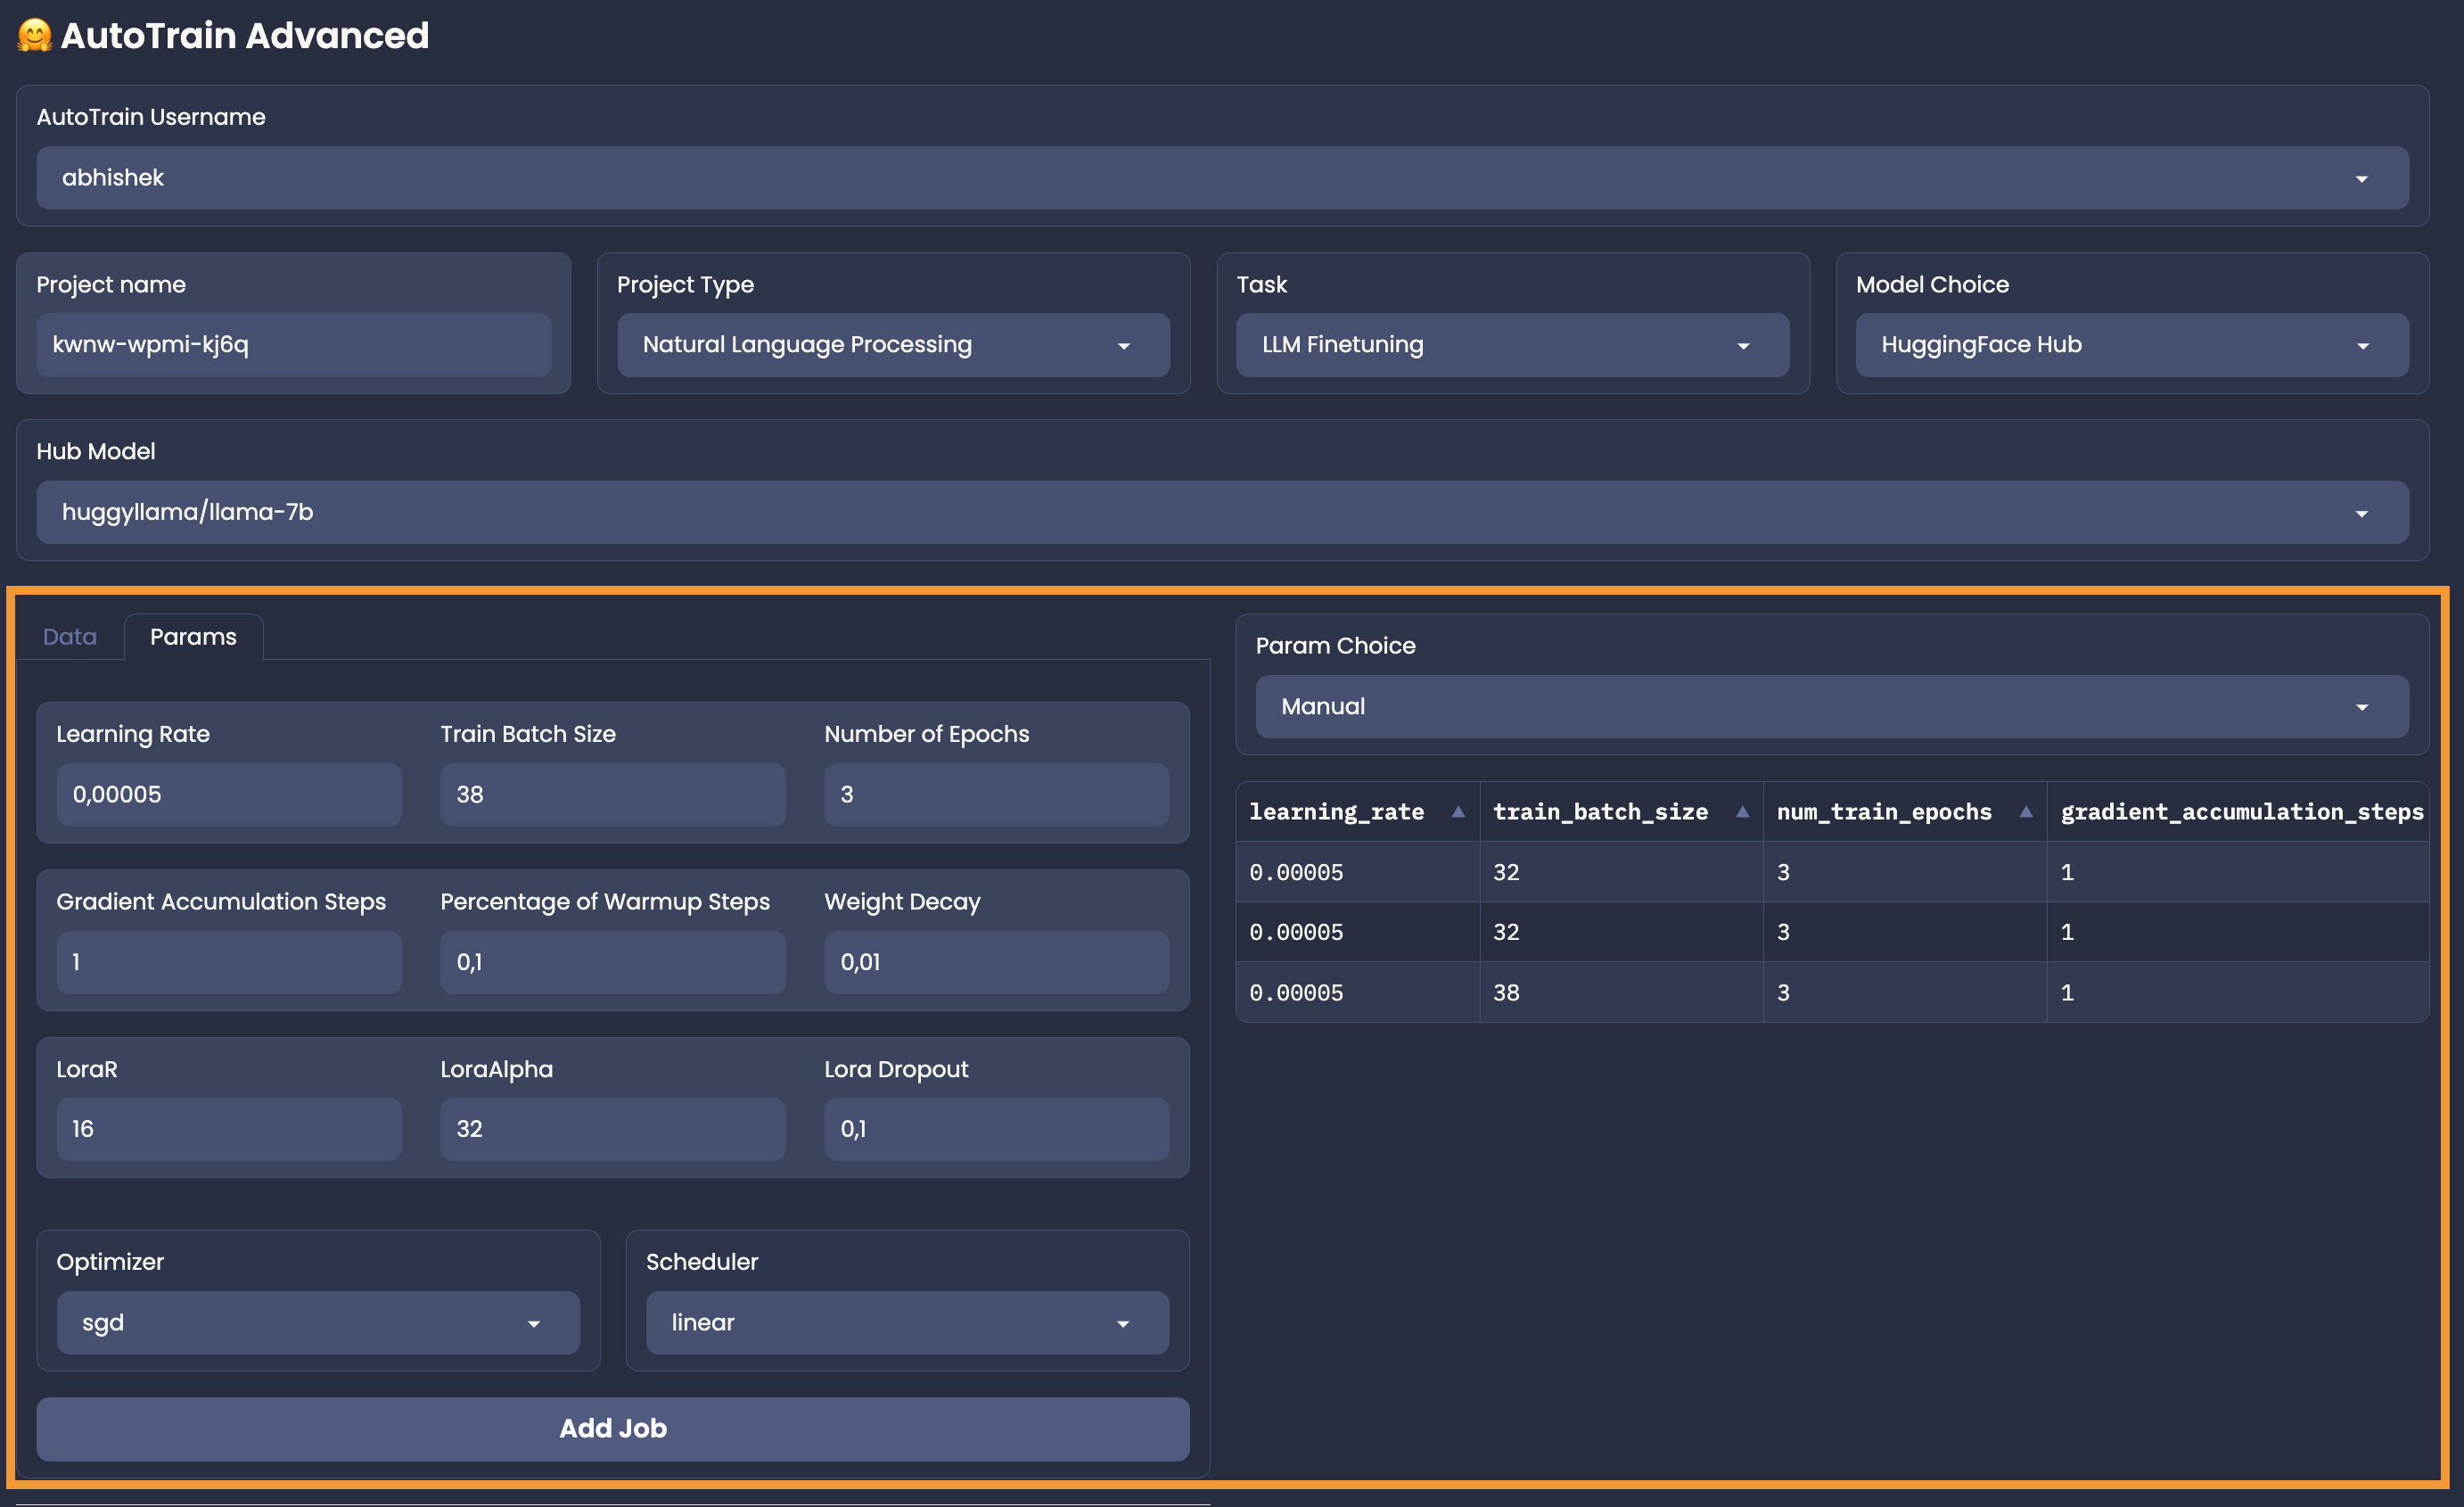 🤗 AutoTrain Advanced
AutoTrain Username
abhishek
Project name Project Type Task Model Choice
kwnw-wpmi-kj6q Natural Language Processing LLM Finetuning HuggingFace Hub
Hub Model
huggyllama/llama-7b
Data Params
Learning Rate Train Batch Size Number of Epochs
0,00005 38 3
Gradient Accumulation Steps Percentage of Warmup Steps Weight Decay
1 0,1 0,01
LoraR LoraAlpha Lora Dropout
16 32 0,1
Optimizer Scheduler
sgd linear
Add Job
Param Choice
Manual
learning_rate train_batch_size num_train_epochs gradient_accumulation_steps
0.00005 32 3 1
0.00005 32 3 1
0.00005 38 3 1